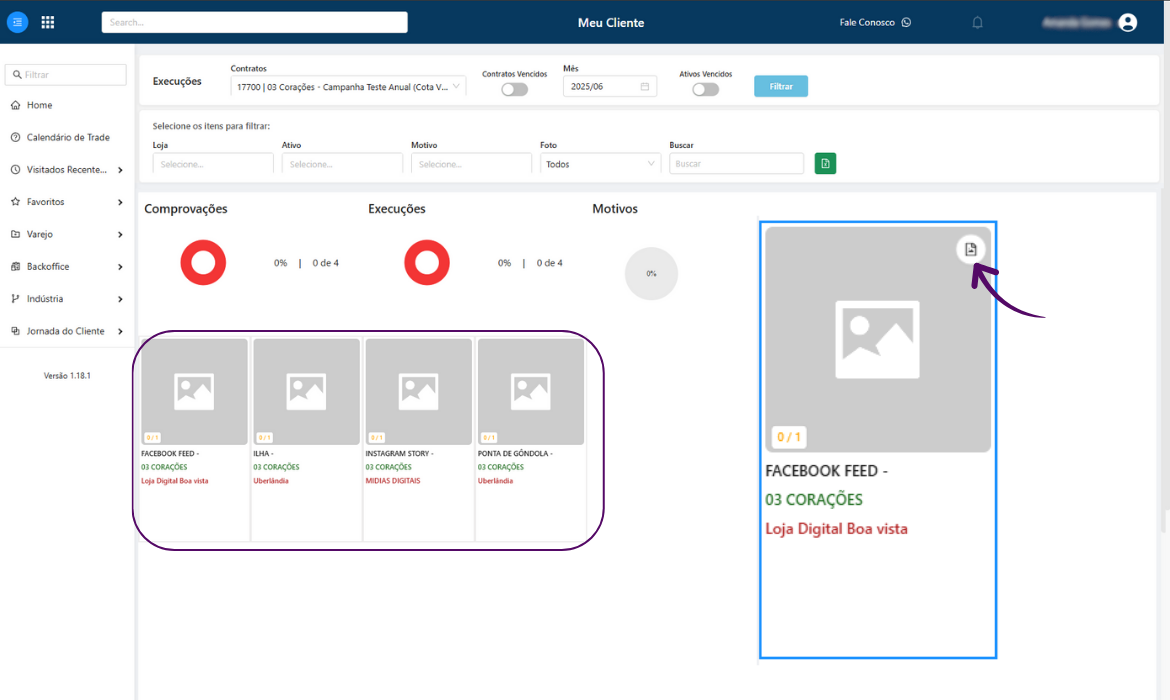 Search...
Meu Cliente
Fale Conosco
Filtrar
Home
Calendário de Trade
Visitados Recente...
Favoritos
Varejo
Backoffice
Indústria
Jornada do Cliente
Versão 1.18.1
Execuções
Contratos
17700 | 03 Corações - Campanha Teste Anual (Cota V...
Contratos Vencidos
Mês
2025/06
Ativos Vencidos
Filtrar
Selecione os itens para filtrar:
Loja
Selecione...
Ativo
Selecione...
Motivo
Selecione...
Foto
Todos
Buscar
Buscar
Comprovações
0% | 0 de 4
Execuções
0% | 0 de 4
Motivos
0%
0 / 1
FACEBOOK FEED -
03 CORAÇÕES
Loja Digital Boa vista
0 / 1
ILHA -
03 CORAÇÕES
Uberlândia
0 / 1
INSTAGRAM STORY -
03 CORAÇÕES
MIDIAS DIGITAIS
0 / 1
PONTA DE GÔNDOLA -
03 CORAÇÕES
Uberlândia
0 / 1
FACEBOOK FEED -
03 CORAÇÕES
Loja Digital Boa vista